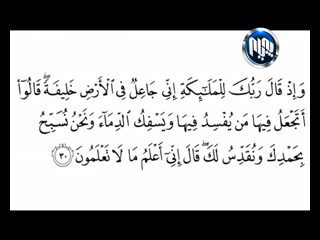 وَإِذْ قَالَ رَبُّكَ لِلْمَلَٰٓئِكَةِ إِنِّى جَاعِلٌ فِى ٱلْأَرْضِ خَلِيفَةً ۖ قَالُوٓا۟
أَتَجْعَلُ فِيهَا مَن يُفْسِدُ فِيهَا وَيَسْفِكُ ٱلدِّمَآءَ وَنَحْنُ نُسَبِّحُ
بِحَمْدِكَ وَنُقَدِّسُ لَكَ ۖ قَالَ إِنِّىٓ أَعْلَمُ مَا لَا تَعْلَمُونَ ٣٠